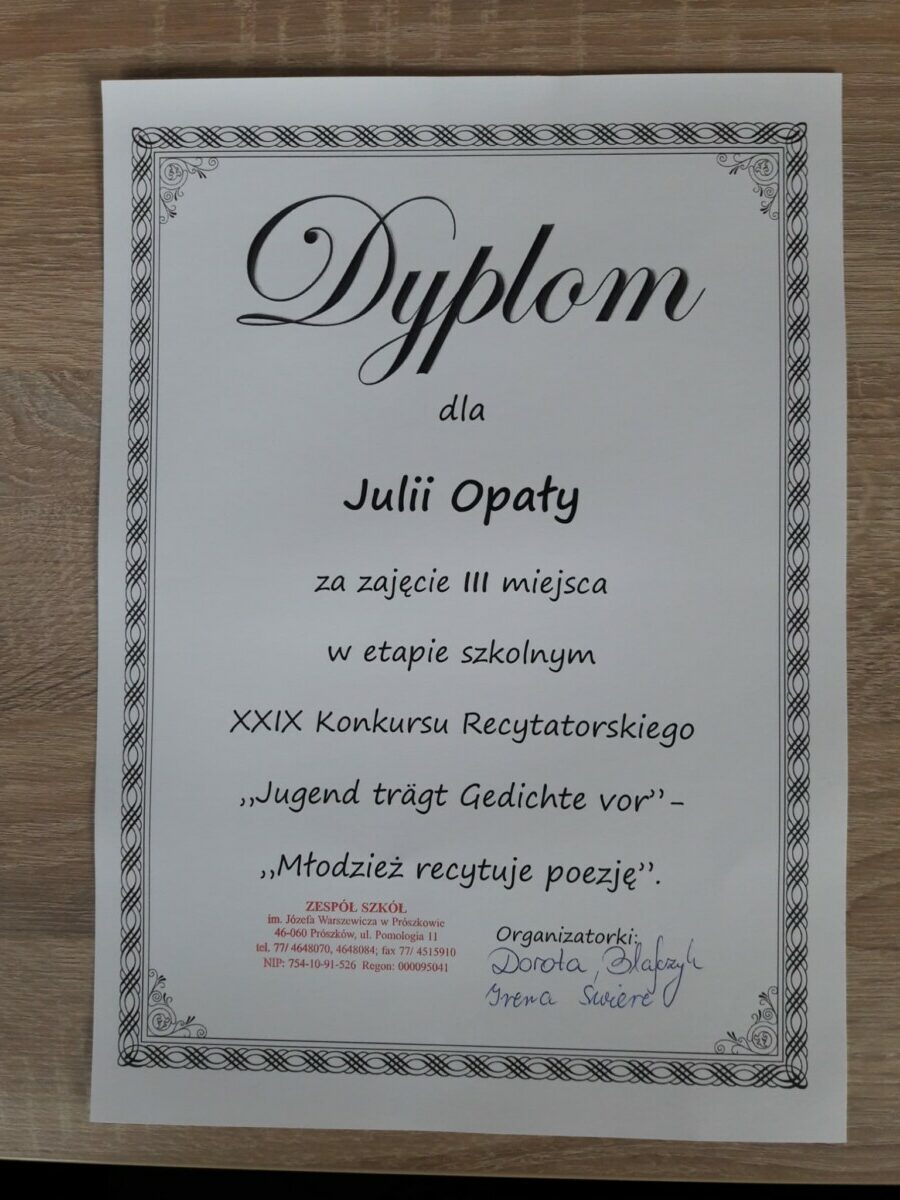 Dyplom
dla
Julii Opały
za zajęcie III miejsca
w etapie szkolnym
XXIX Konkursu Recytatorskiego
„Jugend trägt Gedichte vor” –
„Młodzież recytuje poezję”.
ZESPÓŁ SZKÓŁ
im. Józefa Warszewicza w Prószkowie
46-060 Prószków, ul. Pomologia 11
tel. 77/ 4648070, 4648084; fax 77/ 4515910
NIP: 754-10-91-526 Regon: 000095041
Organizatorki:
Dorota
Irena